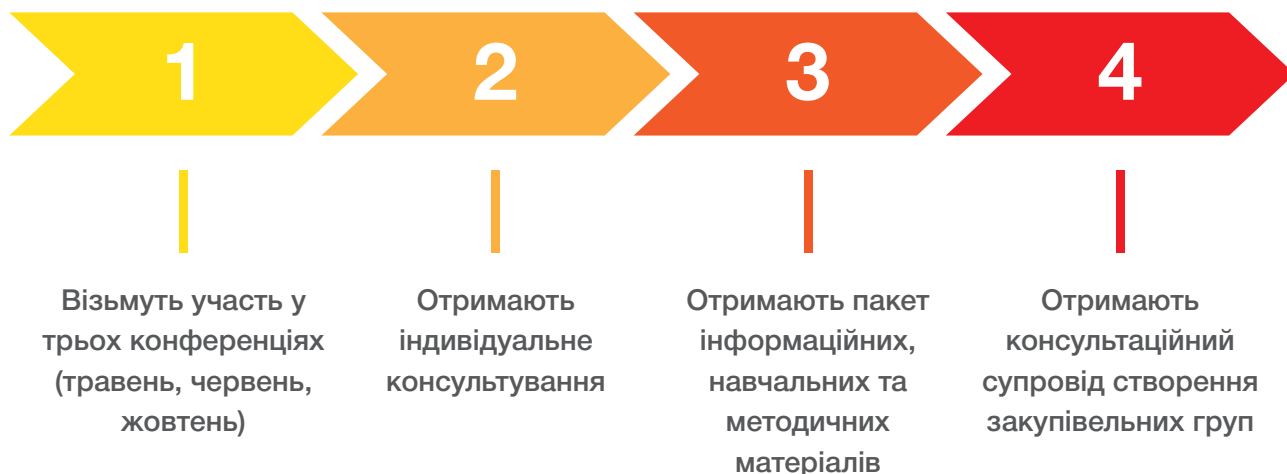 1
2
3
4
Візьмуть участь у
трьох конференціях
(травень, червень,
жовтень)
Отримають
індивідуальне
консультування
Отримають пакет
інформаційних,
навчальних та
методичних
матеріалів
Отримають
консультаційний
супровід створення
закупівельних груп